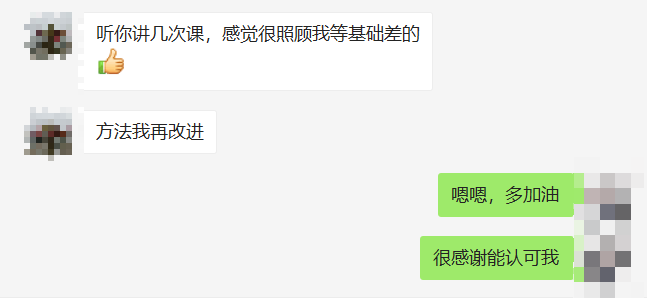 听你讲几次课，感觉很照顾我等基础差的
方法我再改进
嗯嗯，多加油
很感谢能认可我